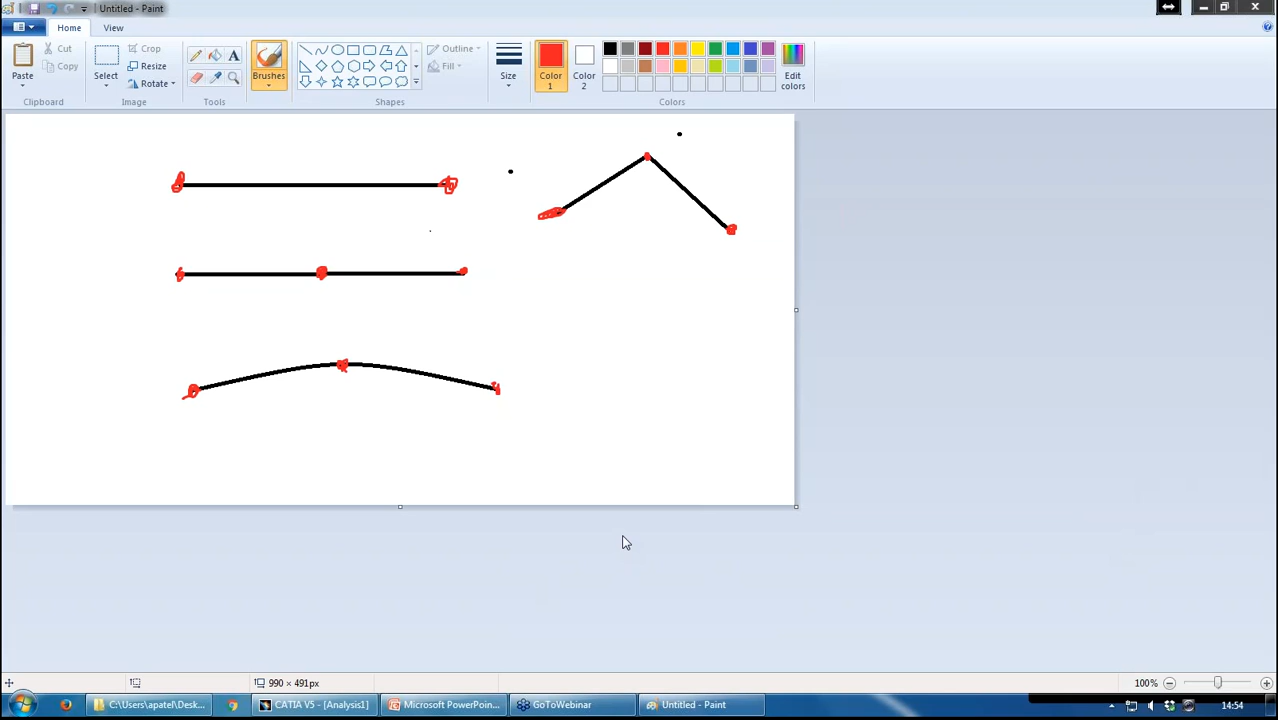 Untitled - Paint
Home View
Paste
Cut
Copy
Clipboard
Select
Crop
Resize
Rotate
Image
Tools
Brushes
Shapes
Outline
Fill
Size
Color 1
Color 2
Edit colors
Colors
990 × 491px
100%
C:\Users\apatel\Desk...
CATIA V5 - [Analysis1]
Microsoft PowerPoin...
GoToWebinar
Untitled - Paint
14:54